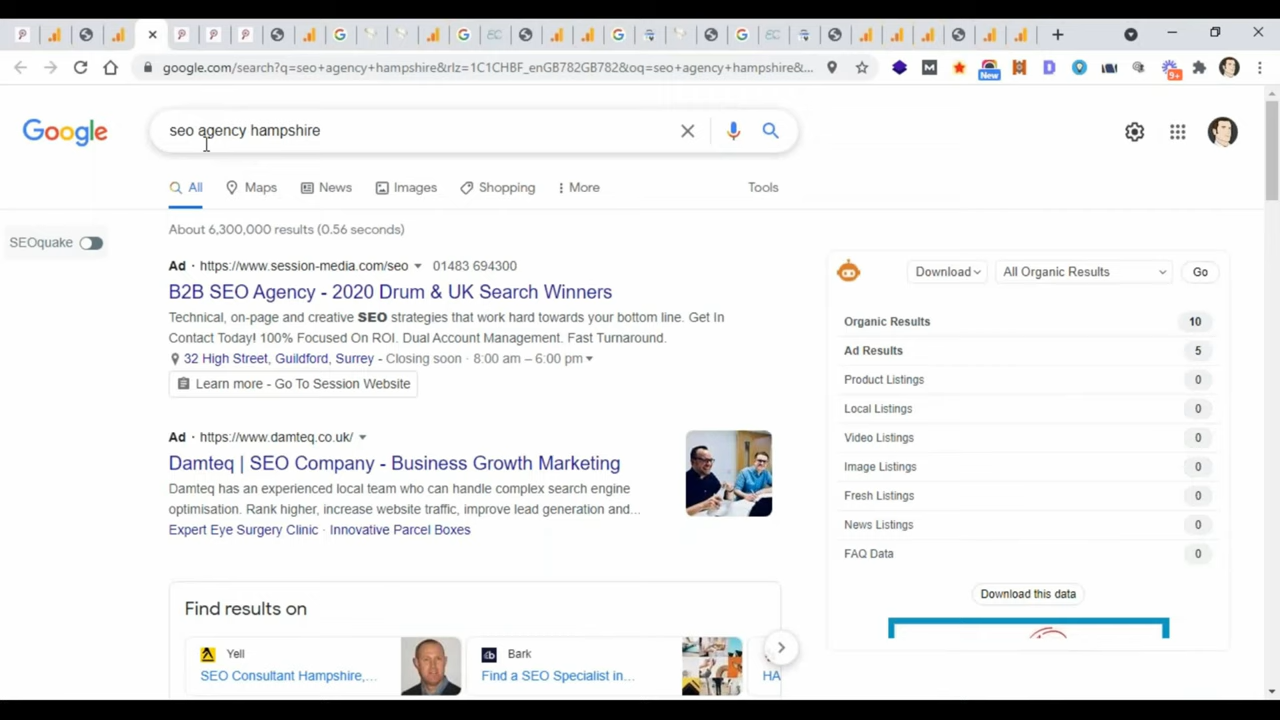 google.com/search?q=seo+agency+hampshire&rlz=1C1CHBF_enGB782GB782&oq=seo+agency+hampshire&...
New
9+
Google
seo agency hampshire
All
Maps
News
Images
Shopping
More
Tools
About 6,300,000 results (0.56 seconds)
SEOquake
Ad · https://www.session-media.com/seo 01483 694300
B2B SEO Agency - 2020 Drum & UK Search Winners
Technical, on-page and creative SEO strategies that work hard towards your bottom line. Get In
Contact Today! 100% Focused On ROI. Dual Account Management. Fast Turnaround.
32 High Street, Guildford, Surrey - Closing soon · 8:00 am – 6:00 pm
Learn more - Go To Session Website
Ad · https://www.damteq.co.uk/
Damteq | SEO Company - Business Growth Marketing
Damteq has an experienced local team who can handle complex search engine
optimisation. Rank higher, increase website traffic, improve lead generation and...
Expert Eye Surgery Clinic · Innovative Parcel Boxes
Find results on
Yell
SEO Consultant Hampshire,...
Bark
Find a SEO Specialist in...
HA
Download
All Organic Results
Go
Organic Results 10
Ad Results 5
Product Listings 0
Local Listings 0
Video Listings 0
Image Listings 0
Fresh Listings 0
News Listings 0
FAQ Data 0
Download this data